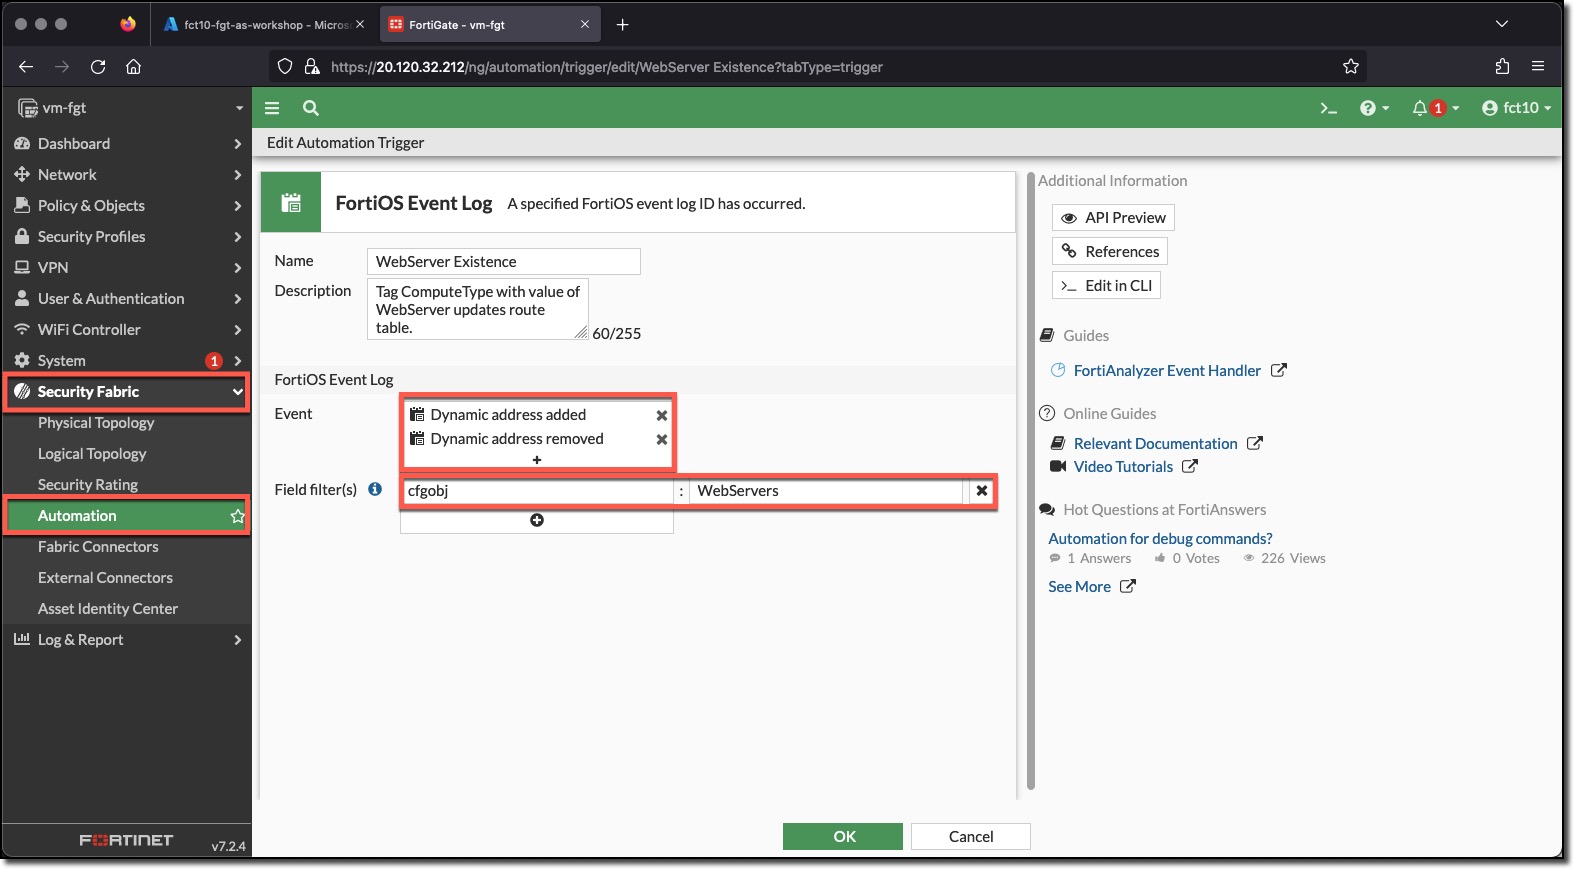 fct10-fgt-as-workshop - Micros
FortiGate - vm-fgt
https://20.120.32.212/ng/automation/trigger/edit/WebServer Existence?tabType=trigger
vm-fgt
1
fct10
Dashboard
Network
Policy & Objects
Security Profiles
VPN
User & Authentication
WiFi Controller
System 1
Security Fabric
Physical Topology
Logical Topology
Security Rating
Automation
Fabric Connectors
External Connectors
Asset Identity Center
Log & Report
FORTINET v7.2.4
Edit Automation Trigger
FortiOS Event Log A specified FortiOS event log ID has occurred.
Name WebServer Existence
Description Tag ComputeType with value of
WebServer updates route
table.
60/255
FortiOS Event Log
Event Dynamic address added
Dynamic address removed
+
Field filter(s) cfgobj : WebServers
OK Cancel
Additional Information
API Preview
References
>_ Edit in CLI
Guides
FortiAnalyzer Event Handler
Online Guides
Relevant Documentation
Video Tutorials
Hot Questions at FortiAnswers
Automation for debug commands?
1 Answers 0 Votes 226 Views
See More